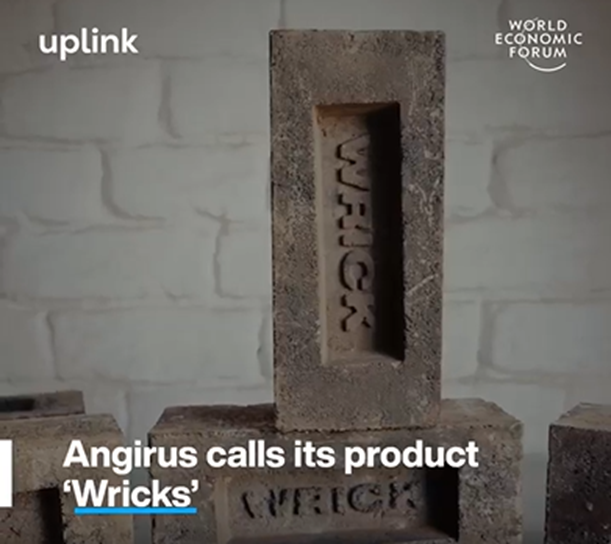 uplink
WORLD
ECONOMIC
FORUM
WRICK
Angirus calls its product
‘Wricks’
WRICK